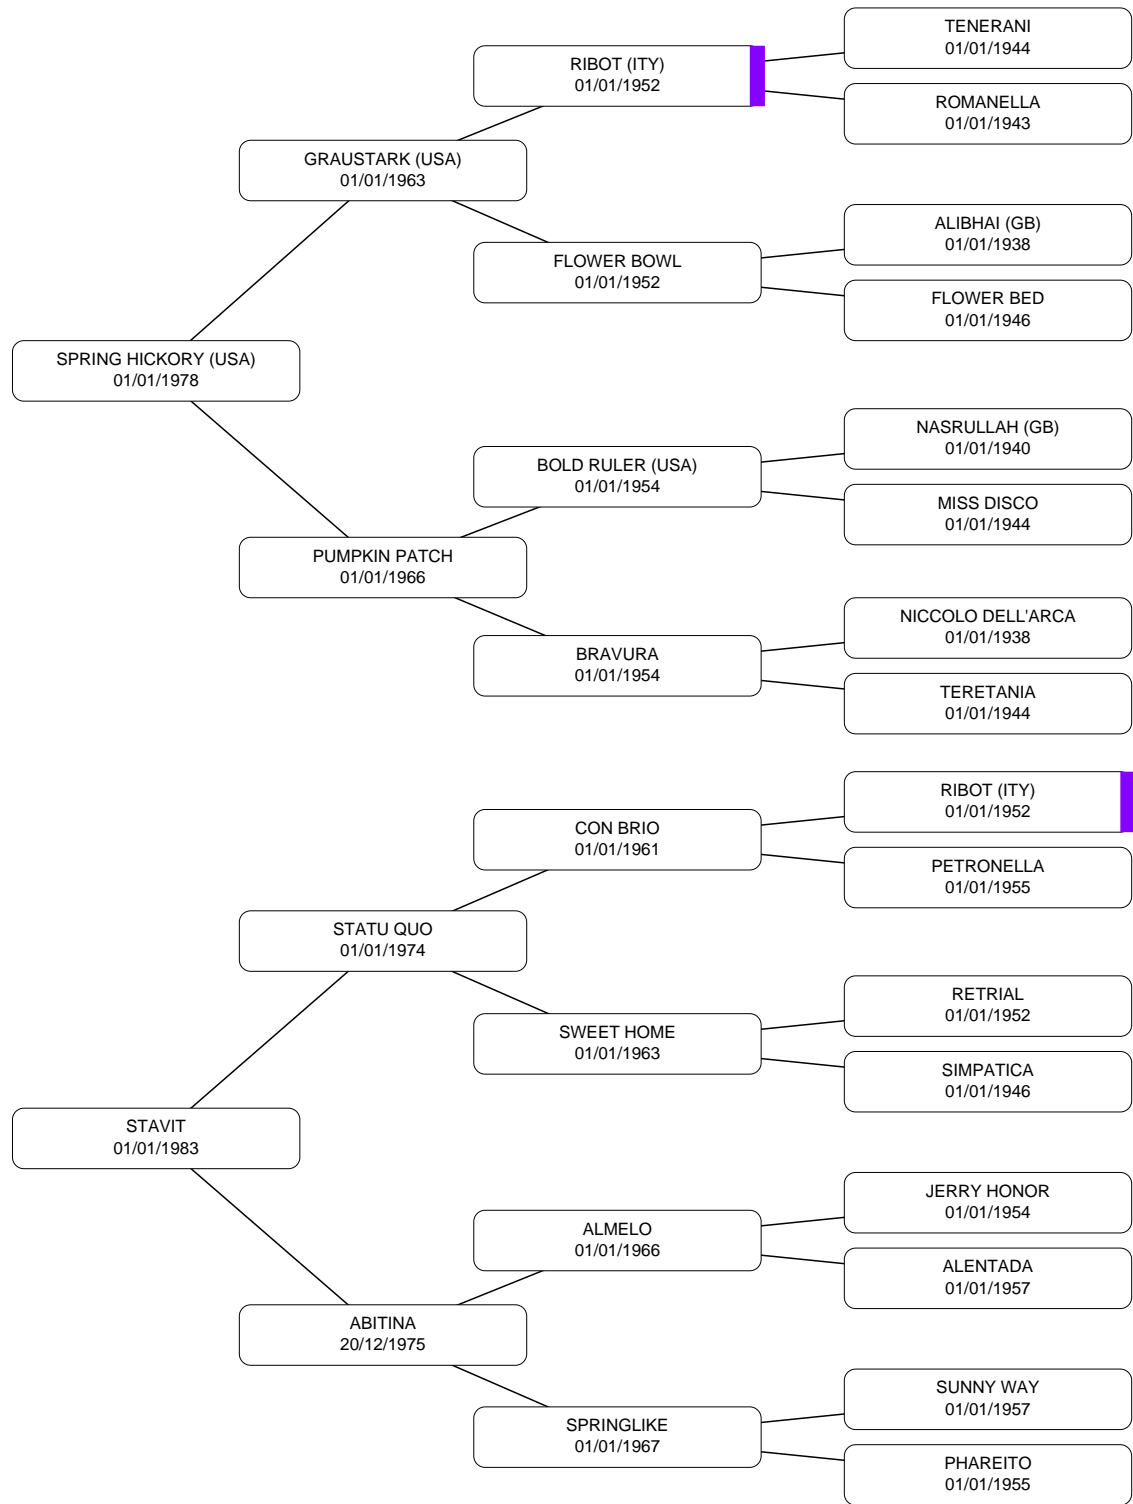 TENERANI
01/01/1944
RIBOT (ITY)
01/01/1952
ROMANELLA
01/01/1943
GRAUSTARK (USA)
01/01/1963
ALIBHAI (GB)
01/01/1938
FLOWER BOWL
01/01/1952
FLOWER BED
01/01/1946
SPRING HICKORY (USA)
01/01/1978
NASRULLAH (GB)
01/01/1940
BOLD RULER (USA)
01/01/1954
MISS DISCO
01/01/1944
PUMPKIN PATCH
01/01/1966
NICCOLO DELL'ARCA
01/01/1938
BRAVURA
01/01/1954
TERETANIA
01/01/1944
RIBOT (ITY)
01/01/1952
CON BRIO
01/01/1961
PETRONELLA
01/01/1955
STATU QUO
01/01/1974
RETRIAL
01/01/1952
SWEET HOME
01/01/1963
SIMPATICA
01/01/1946
STAVIT
01/01/1983
JERRY HONOR
01/01/1954
ALMELO
01/01/1966
ALENTADA
01/01/1957
ABITINA
20/12/1975
SUNNY WAY
01/01/1957
SPRINGLIKE
01/01/1967
PHAREITO
01/01/1955